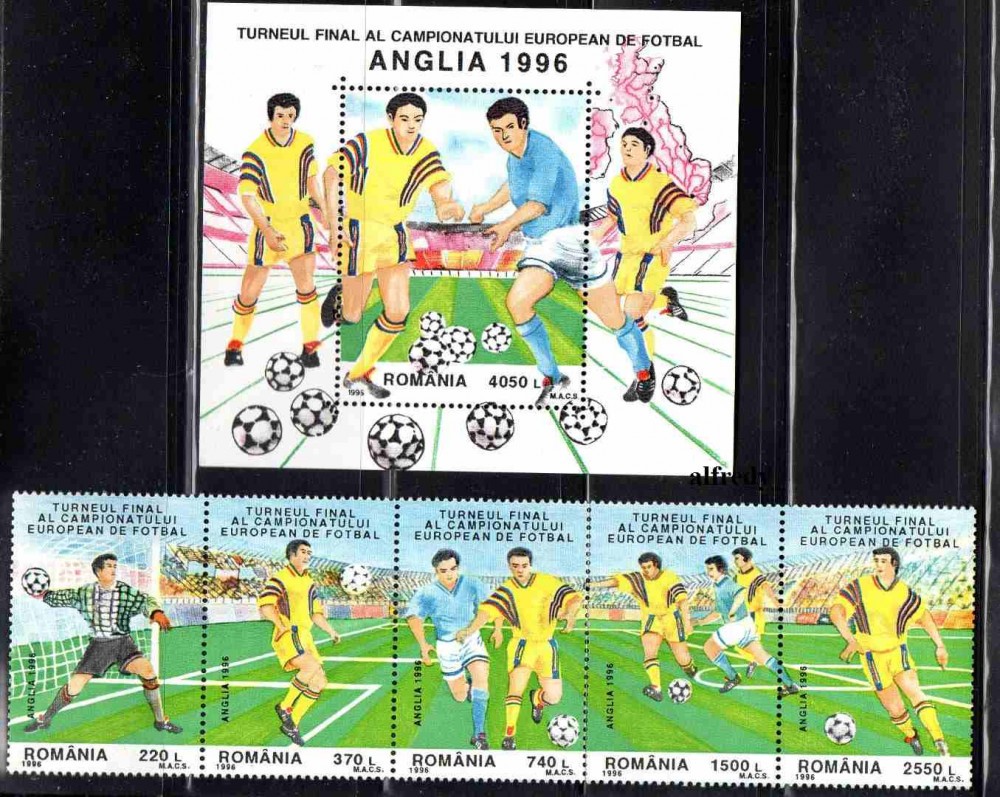 TURNEUL FINAL AL CAMPIONATULUI EUROPEAN DE FOTBAL
ANGLIA 1996
ROMÂNIA 4050 L
1996
M.A.C.S.
alfredy
TURNEUL FINAL
AL CAMPIONATULUI
EUROPEAN DE FOTBAL
ANGLIA 1996
ROMÂNIA 220 L
1996 M.A.C.S.
TURNEUL FINAL
AL CAMPIONATULUI
EUROPEAN DE FOTBAL
ANGLIA 1996
ROMÂNIA 370 L
1996 M.A.C.S.
TURNEUL FINAL
AL CAMPIONATULUI
EUROPEAN DE FOTBAL
ANGLIA 1996
ROMÂNIA 740 L
1996 M.A.C.S.
TURNEUL FINAL
AL CAMPIONATULUI
EUROPEAN DE FOTBAL
ANGLIA 1996
ROMÂNIA 1500 L
1996 M.A.C.S.
TURNEUL FINAL
AL CAMPIONATULUI
EUROPEAN DE FOTBAL
ANGLIA 1996
ROMÂNIA 2550 L
1996 M.A.C.S.